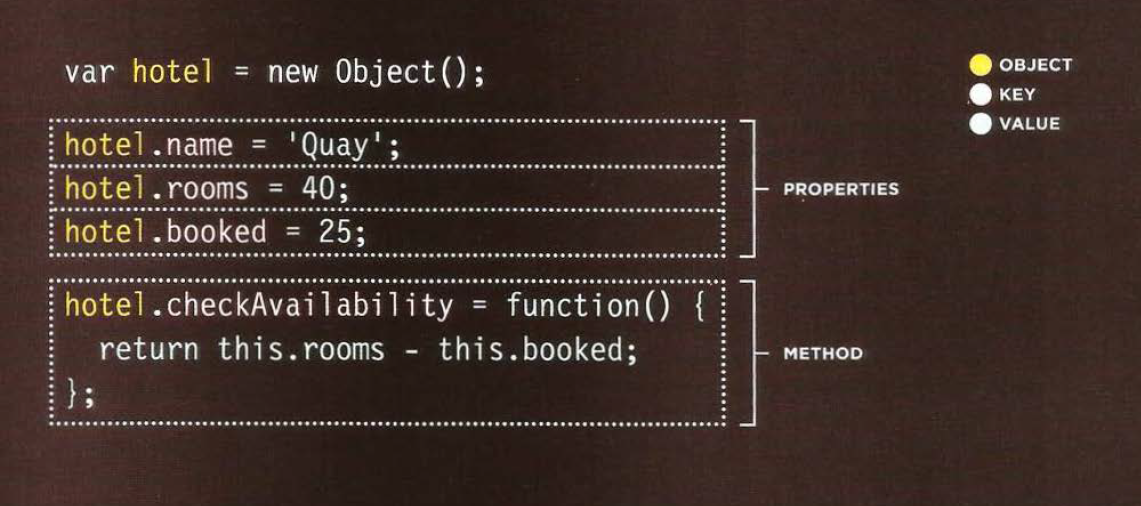 var hotel = new Object();
OBJECT
KEY
VALUE
hotel.name = 'Quay';
hotel.rooms = 40;
hotel.booked = 25;
PROPERTIES
hotel.checkAvailability = function() {
return this.rooms - this.booked;
};
METHOD